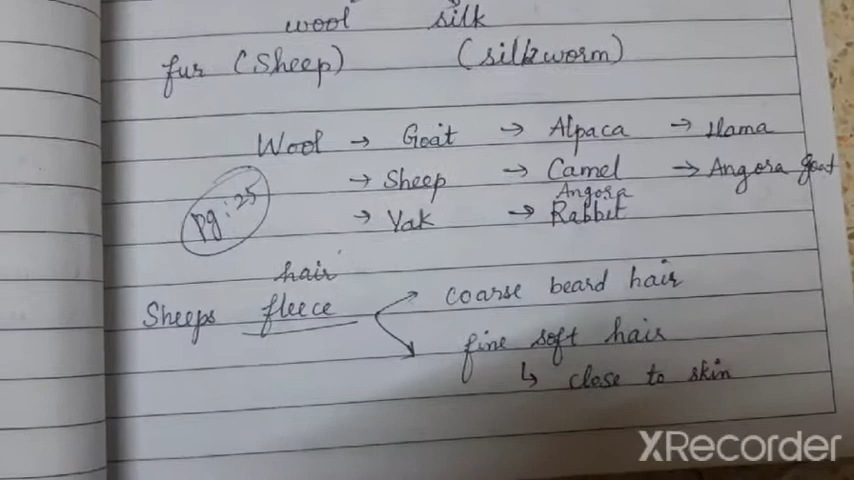 wool silk
fur (Sheep) (silkworm)
Wool → Goat → Alpaca → Llama
→ Sheep → Camel → Angora goat
pg: 25 → Yak → Angora Rabbit
hair
Sheeps fleece coarse beard hair
fine soft hair
↳ close to skin
XRecorder